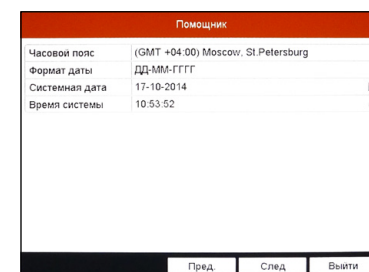 Помощник
Часовой пояс (GMT +04:00) Moscow, St.Petersburg
Формат даты ДД-ММ-ГГГГ
Системная дата 17-10-2014
Время системы 10:53:52
Пред. След. Выйти